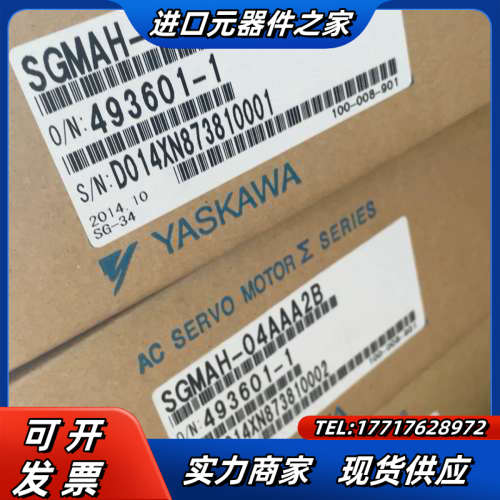 进口元器件之家
SGMAH-
O/N: 493601-1
S/N: D014XN873810001
2014.10
SG-34
100-008-901
YASKAWA
AC SERVO MOTOR Σ SERIES
SGMAH-04AAA2B
O/N: 493601-1
D014XN873810002
100-008-901
可开发票
TEL:17717628972
实力商家 现货供应